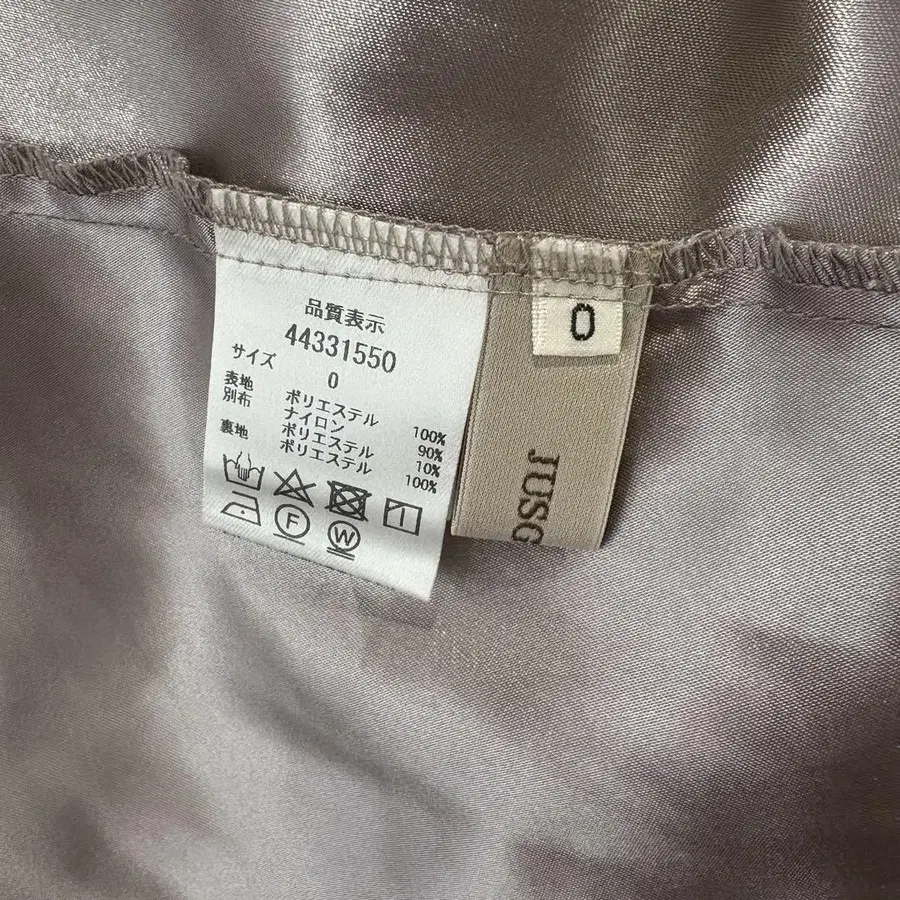 品質表示
44331550
サイズ 0
表地 ポリエステル 100%
別布 ナイロン 90%
ポリエステル 10%
裏地 ポリエステル 100%
F W
0
JUSG